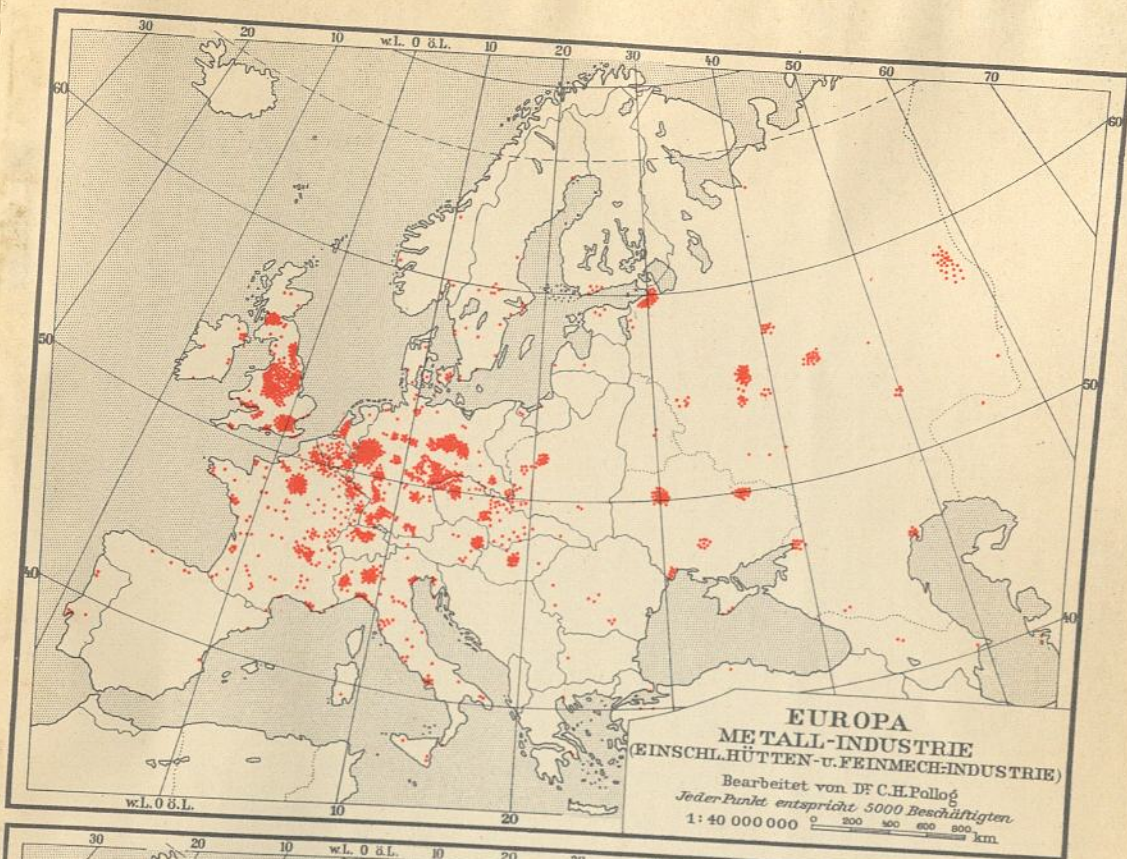 30 20 10 w.L. 0 ö.L. 10 20 30 40 50 60 70
60
60
50
50
40
40
EUROPA
METALL-INDUSTRIE
(EINSCHL.HÜTTEN-u.FEINMECH-INDUSTRIE)
Bearbeitet von Dr. C.H.Pollog
Jeder Punkt entspricht 5000 Beschäftigten
1:40 000 000 0 200 400 600 800 km
w.L. 0 ö.L. 10 20
30 20 10 w.L. 0 ö.L. 10 20